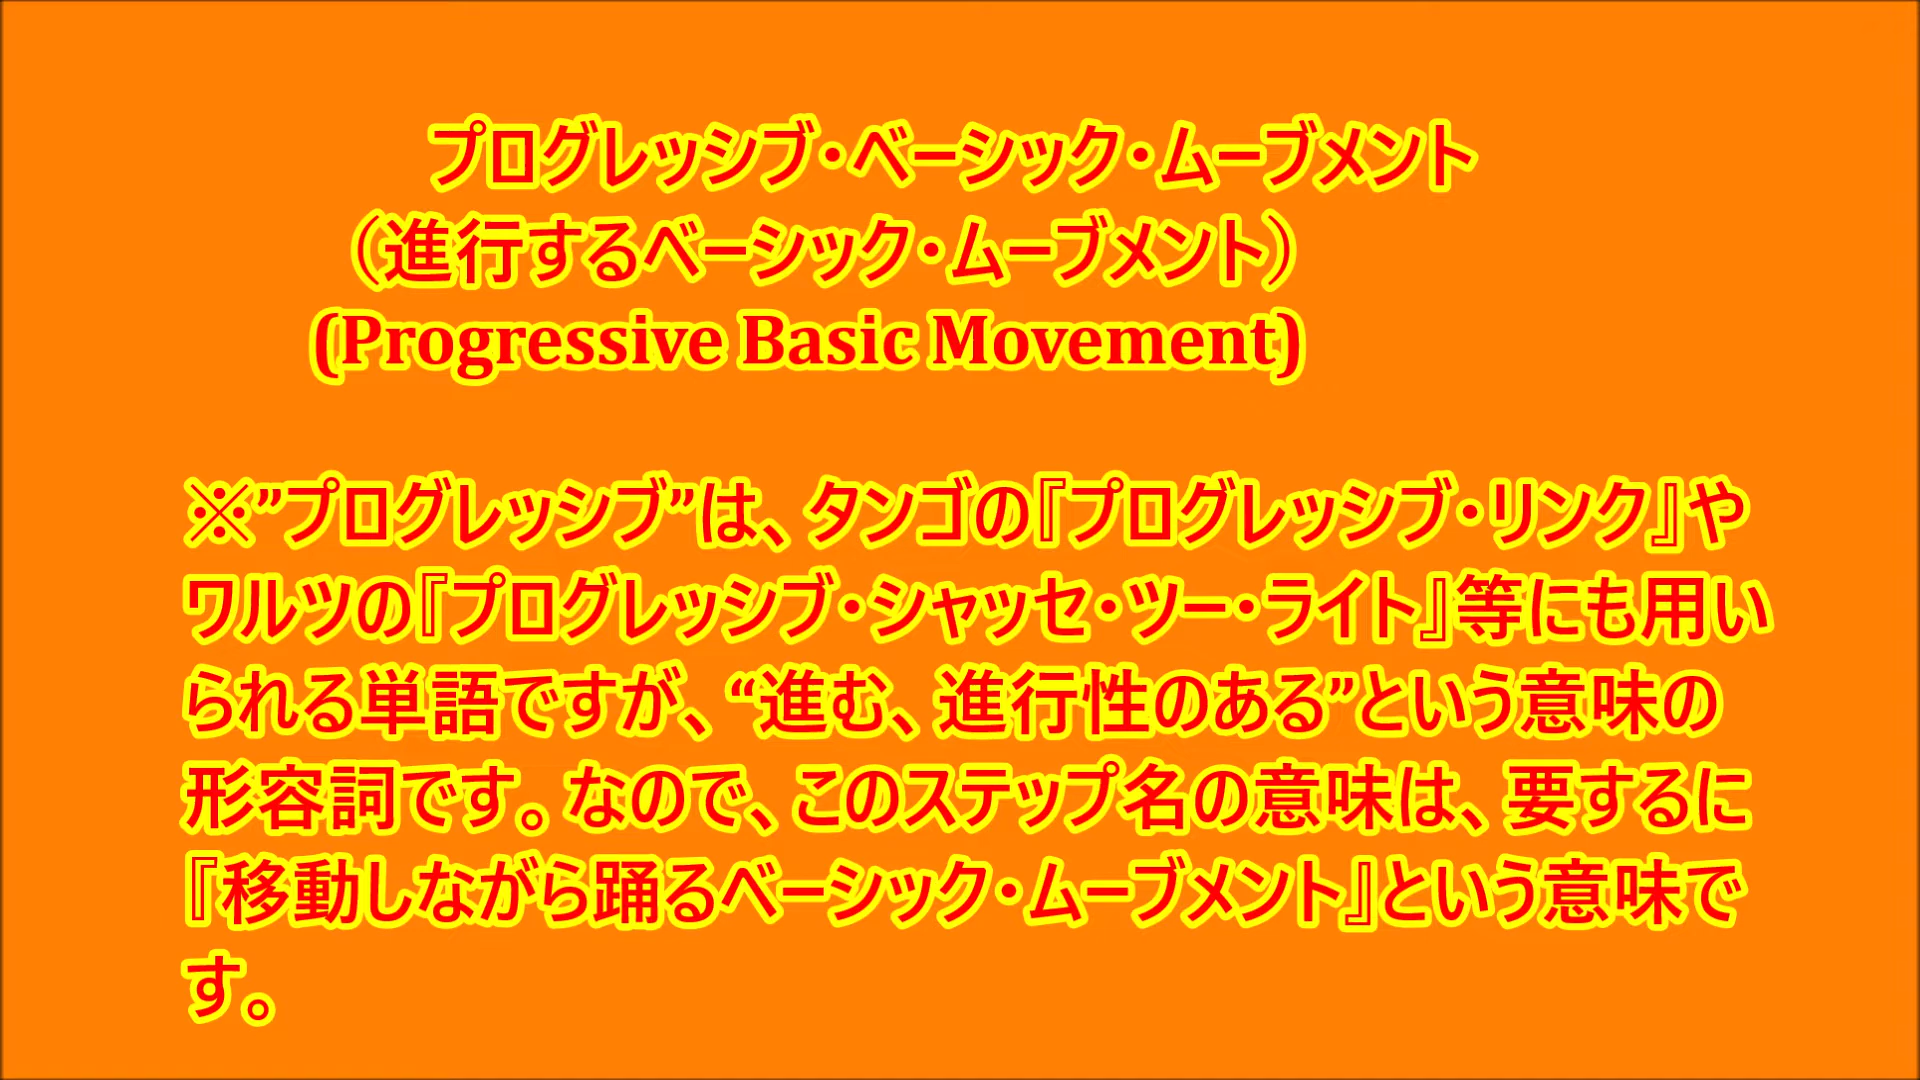 プログレッシブ・ベーシック・ムーブメント
（進行するベーシック・ムーブメント）
(Progressive Basic Movement)
※”プログレッシブ”は、タンゴの『プログレッシブ・リンク』や
ワルツの『プログレッシブ・シャッセ・ツー・ライト』等にも用い
られる単語ですが、“進む、進行性のある”という意味の
形容詞です。なので、このステップ名の意味は、要するに
『移動しながら踊るベーシック・ムーブメント』という意味で
す。